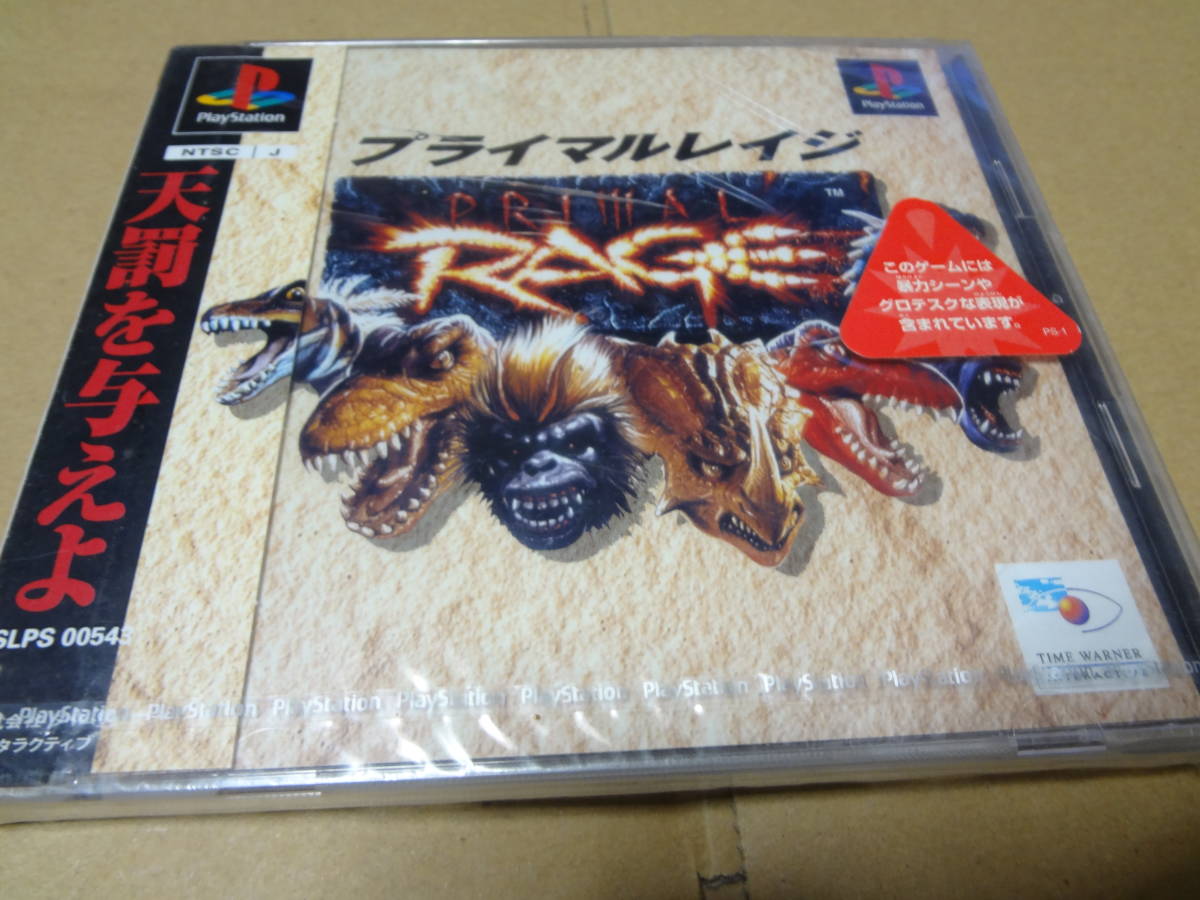 PlayStation
NTSC J
天罰を与えよ
SLPS 00543
タラクティブ
PlayStation
プライマルレイジ
PRIMAL
RAGE
TM
このゲームには
暴力シーンや
グロテスクな表現が
含まれています。
PS-1
TIME WARNER
INTERACTIVE
PlayStation PlayStation PlayStation PlayStation PlayStation PlayStation PlayStation PlayStation